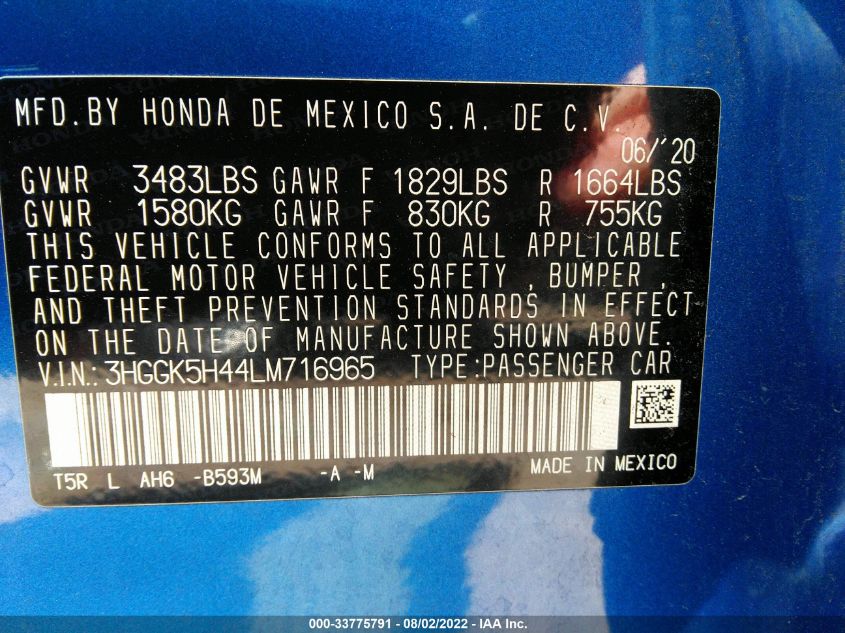 MFD.BY HONDA DE MEXICO S.A. DE C.V.
06/'20
GVWR 3483LBS GAWR F 1829LBS R 1664LBS
GVWR 1580KG GAWR F 830KG R 755KG
THIS VEHICLE CONFORMS TO ALL APPLICABLE
FEDERAL MOTOR VEHICLE SAFETY , BUMPER ,
AND THEFT PREVENTION STANDARDS IN EFFECT
ON THE DATE OF MANUFACTURE SHOWN ABOVE.
V.I.N.: 3HGGK5H44LM716965 TYPE:PASSENGER CAR
T5R L AH6 -B593M -A -M MADE IN MEXICO
000-33775791 - 08/02/2022 - IAA Inc.